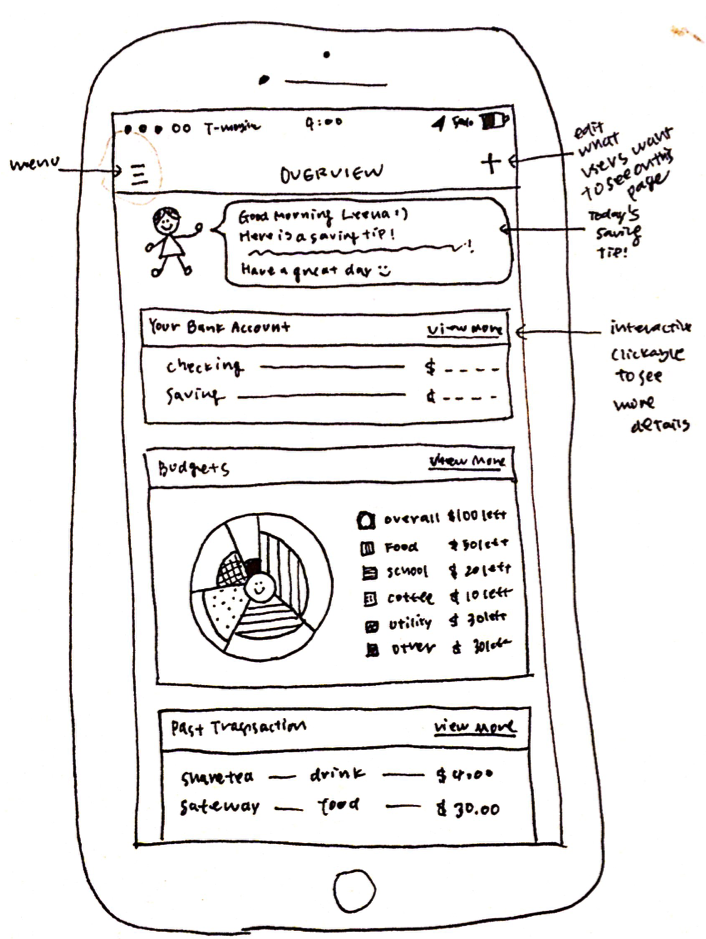 T-mobile 9:00 50%
menu
OVERVIEW
+
edit
what
users want
to see on this
page
Good Morning Leena :)
Here is a saving tip!
!
Have a great day
Today's
saving
tip!
Your Bank Account view more
checking $ ----
saving $ ----
interactive
clickable
to see
more
details
Budgets view more
overall $100 left
Food $50 left
school $20 left
coffee $10 left
utility $30 left
other $30 left
Past Transaction view more
sharetea — drink — $4.00
safeway — food — $30.00